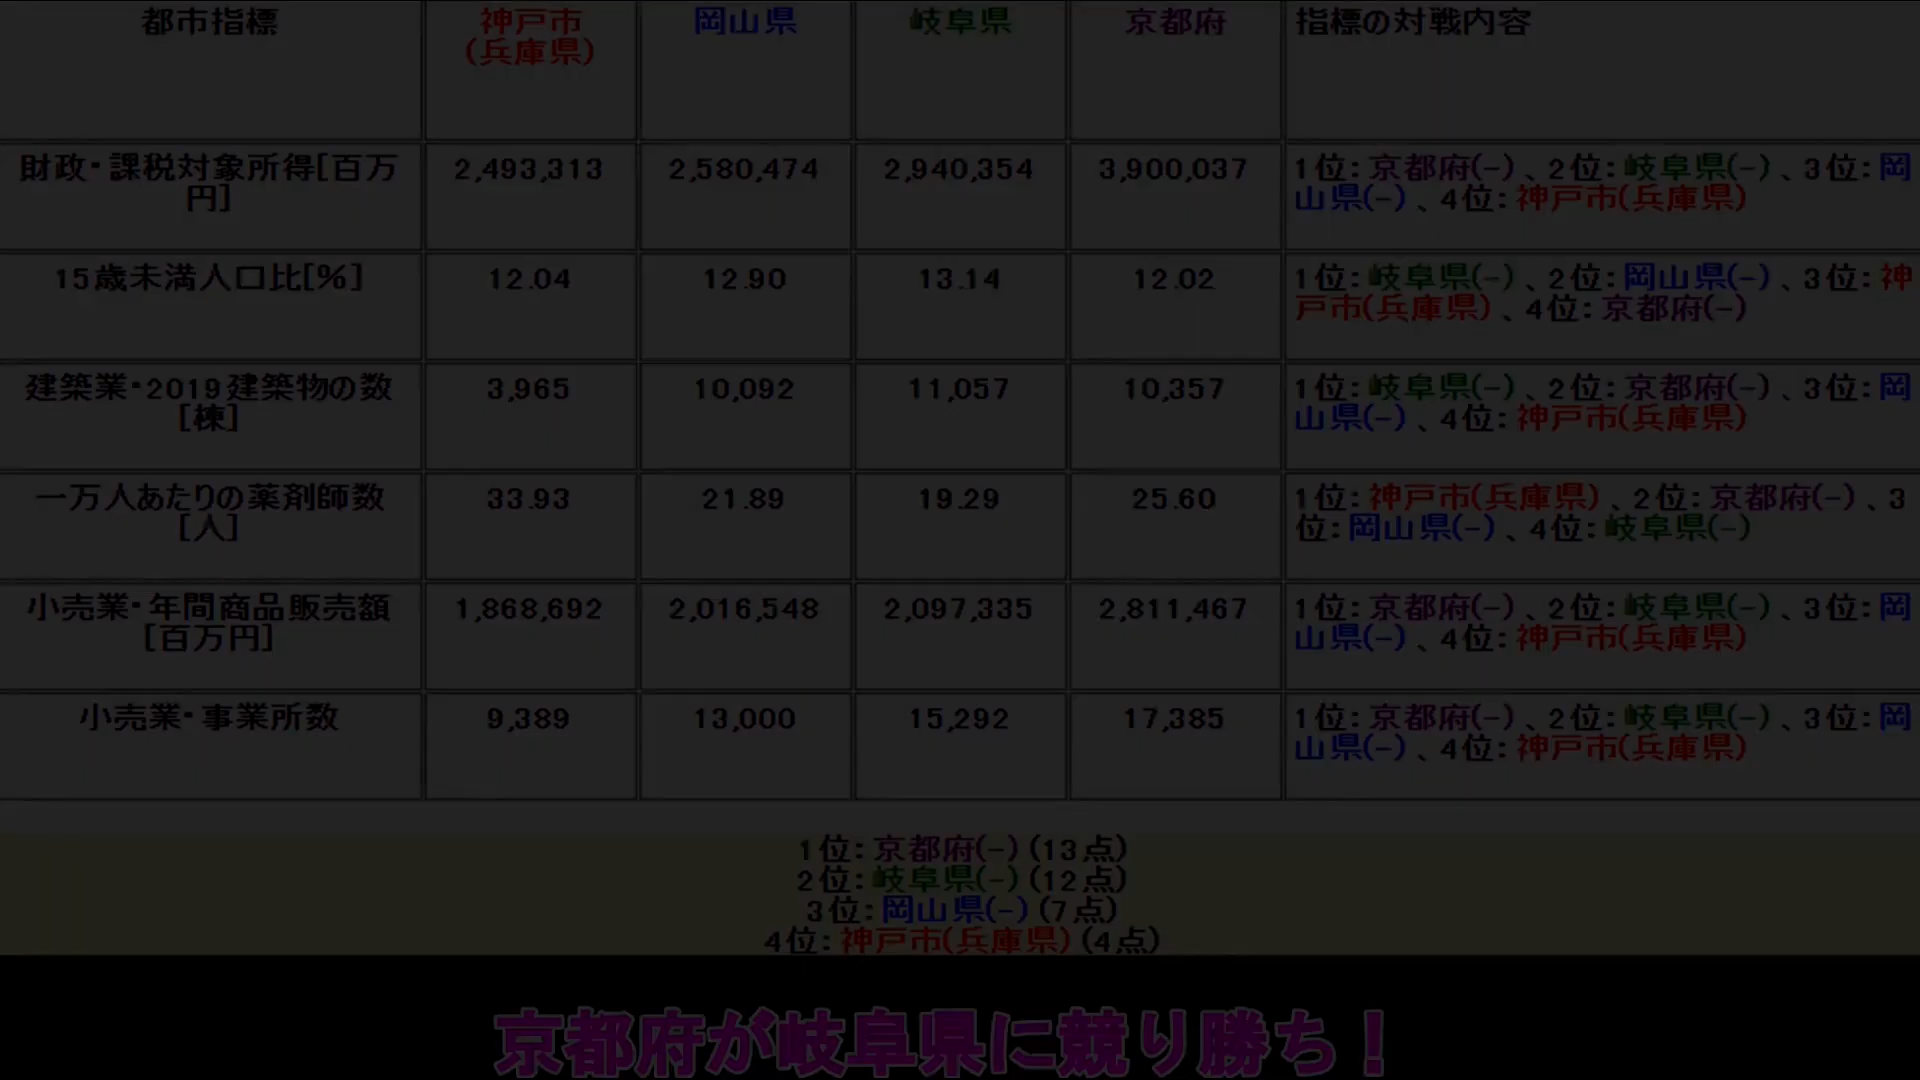 都市指標 神戸市 岡山県 岐阜県 京都府 指標の対戦内容
(兵庫県)
財政・課税対象所得[百万 2,493,313 2,580,474 2,940,354 3,900,037 1位:京都府(-)、2位:岐阜県(-)、3位:岡
円] 山県(-)、4位:神戸市(兵庫県)
15歳未満人口比[%] 12.04 12.90 13.14 12.02 1位:岐阜県(-)、2位:岡山県(-)、3位:神
戸市(兵庫県)、4位:京都府(-)
建築業・2019建築物の数 3,965 10,092 11,057 10,357 1位:岐阜県(-)、2位:京都府(-)、3位:岡
[棟] 山県(-)、4位:神戸市(兵庫県)
一万人あたりの薬剤師数 33.93 21.89 19.29 25.60 1位:神戸市(兵庫県)、2位:京都府(-)、3
[人] 位:岡山県(-)、4位:岐阜県(-)
小売業・年間商品販売額 1,868,692 2,016,548 2,097,335 2,811,467 1位:京都府(-)、2位:岐阜県(-)、3位:岡
[百万円] 山県(-)、4位:神戸市(兵庫県)
小売業・事業所数 9,389 13,000 15,292 17,385 1位:京都府(-)、2位:岐阜県(-)、3位:岡
山県(-)、4位:神戸市(兵庫県)
1位:京都府(-)(13点)
2位:岐阜県(-)(12点)
3位:岡山県(-)(7点)
4位:神戸市(兵庫県)(4点)
京都府が岐阜県に競り勝ち！